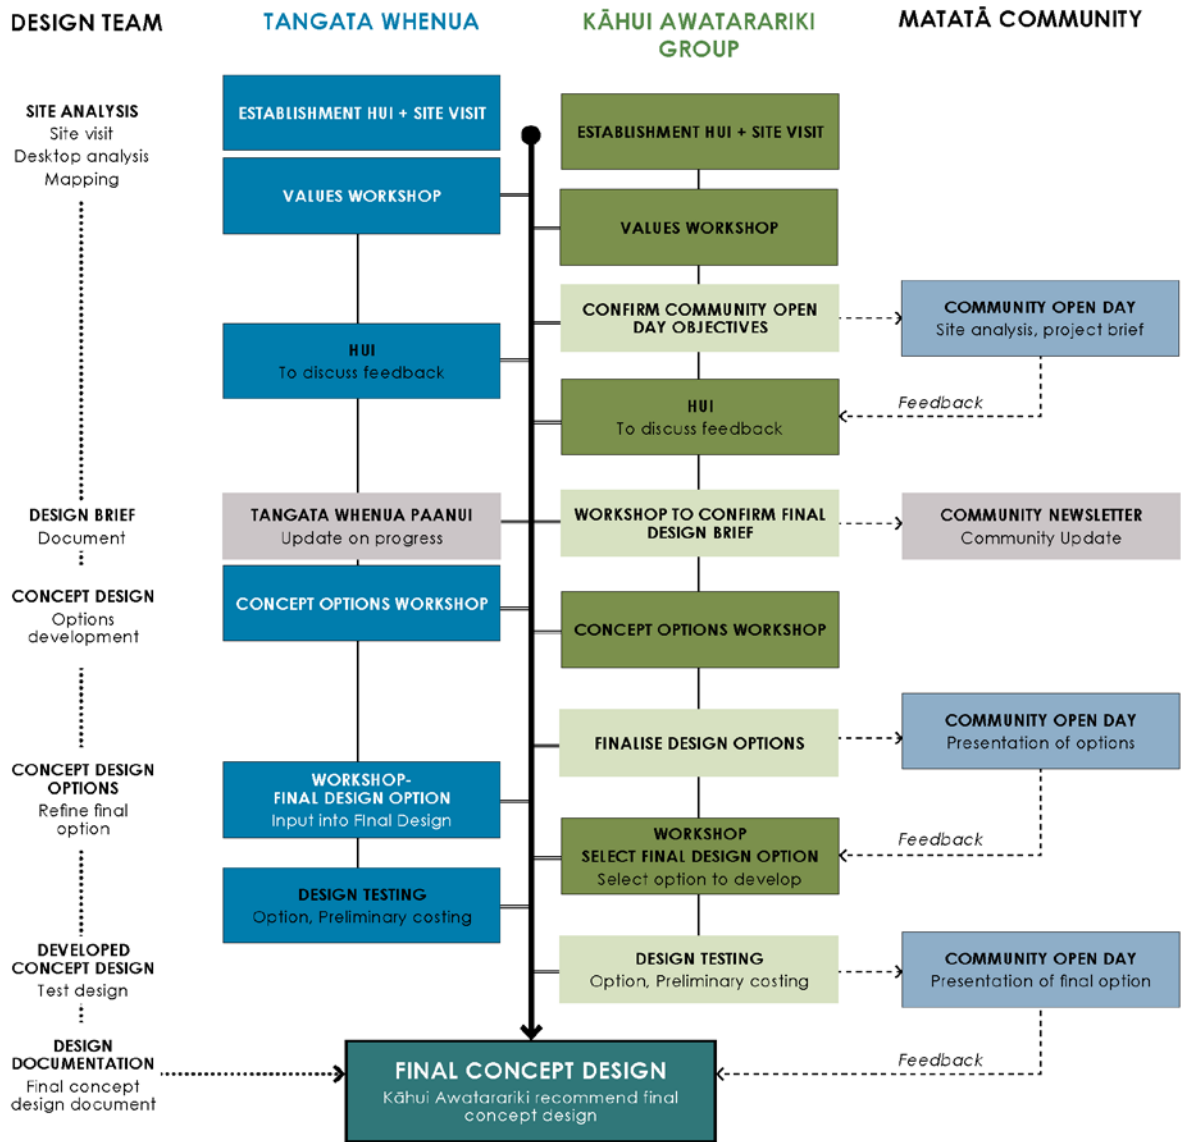 DESIGN TEAM
TANGATA WHENUA
KĀHUI AWATARARIKI
GROUP
MATATĀ COMMUNITY
SITE ANALYSIS
Site visit
Desktop analysis
Mapping
DESIGN BRIEF
Document
CONCEPT DESIGN
Options
development
CONCEPT DESIGN
OPTIONS
Refine final
option
DEVELOPED
CONCEPT DESIGN
Test design
DESIGN
DOCUMENTATION
Final concept
design document
ESTABLISHMENT HUI + SITE VISIT
VALUES WORKSHOP
HUI
To discuss feedback
TANGATA WHENUA PAANUI
Update on progress
CONCEPT OPTIONS WORKSHOP
WORKSHOP-
FINAL DESIGN OPTION
Input into Final Design
DESIGN TESTING
Option, Preliminary costing
ESTABLISHMENT HUI + SITE VISIT
VALUES WORKSHOP
CONFIRM COMMUNITY OPEN
DAY OBJECTIVES
HUI
To discuss feedback
WORKSHOP TO CONFIRM FINAL
DESIGN BRIEF
CONCEPT OPTIONS WORKSHOP
FINALISE DESIGN OPTIONS
WORKSHOP
SELECT FINAL DESIGN OPTION
Select option to develop
DESIGN TESTING
Option, Preliminary costing
COMMUNITY OPEN DAY
Site analysis, project brief
Feedback
COMMUNITY NEWSLETTER
Community Update
COMMUNITY OPEN DAY
Presentation of options
Feedback
COMMUNITY OPEN DAY
Presentation of final option
Feedback
FINAL CONCEPT DESIGN
Kāhui Awatarariki recommend final
concept design